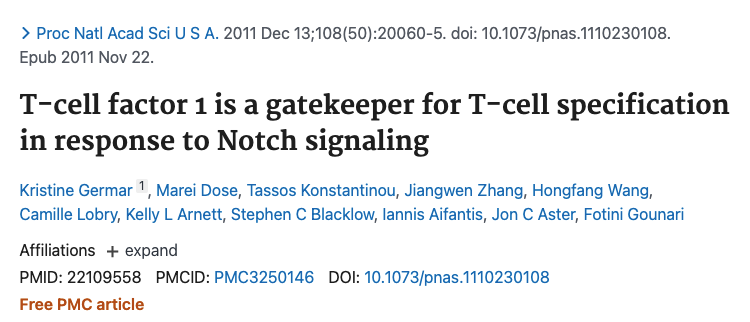 > Proc Natl Acad Sci U S A. 2011 Dec 13;108(50):20060-5. doi: 10.1073/pnas.1110230108.
Epub 2011 Nov 22.
T-cell factor 1 is a gatekeeper for T-cell specification
in response to Notch signaling
Kristine Germar 1, Marei Dose, Tassos Konstantinou, Jiangwen Zhang, Hongfang Wang,
Camille Lobry, Kelly L Arnett, Stephen C Blacklow, Iannis Aifantis, Jon C Aster, Fotini Gounari
Affiliations + expand
PMID: 22109558 PMCID: PMC3250146 DOI: 10.1073/pnas.1110230108
Free PMC article